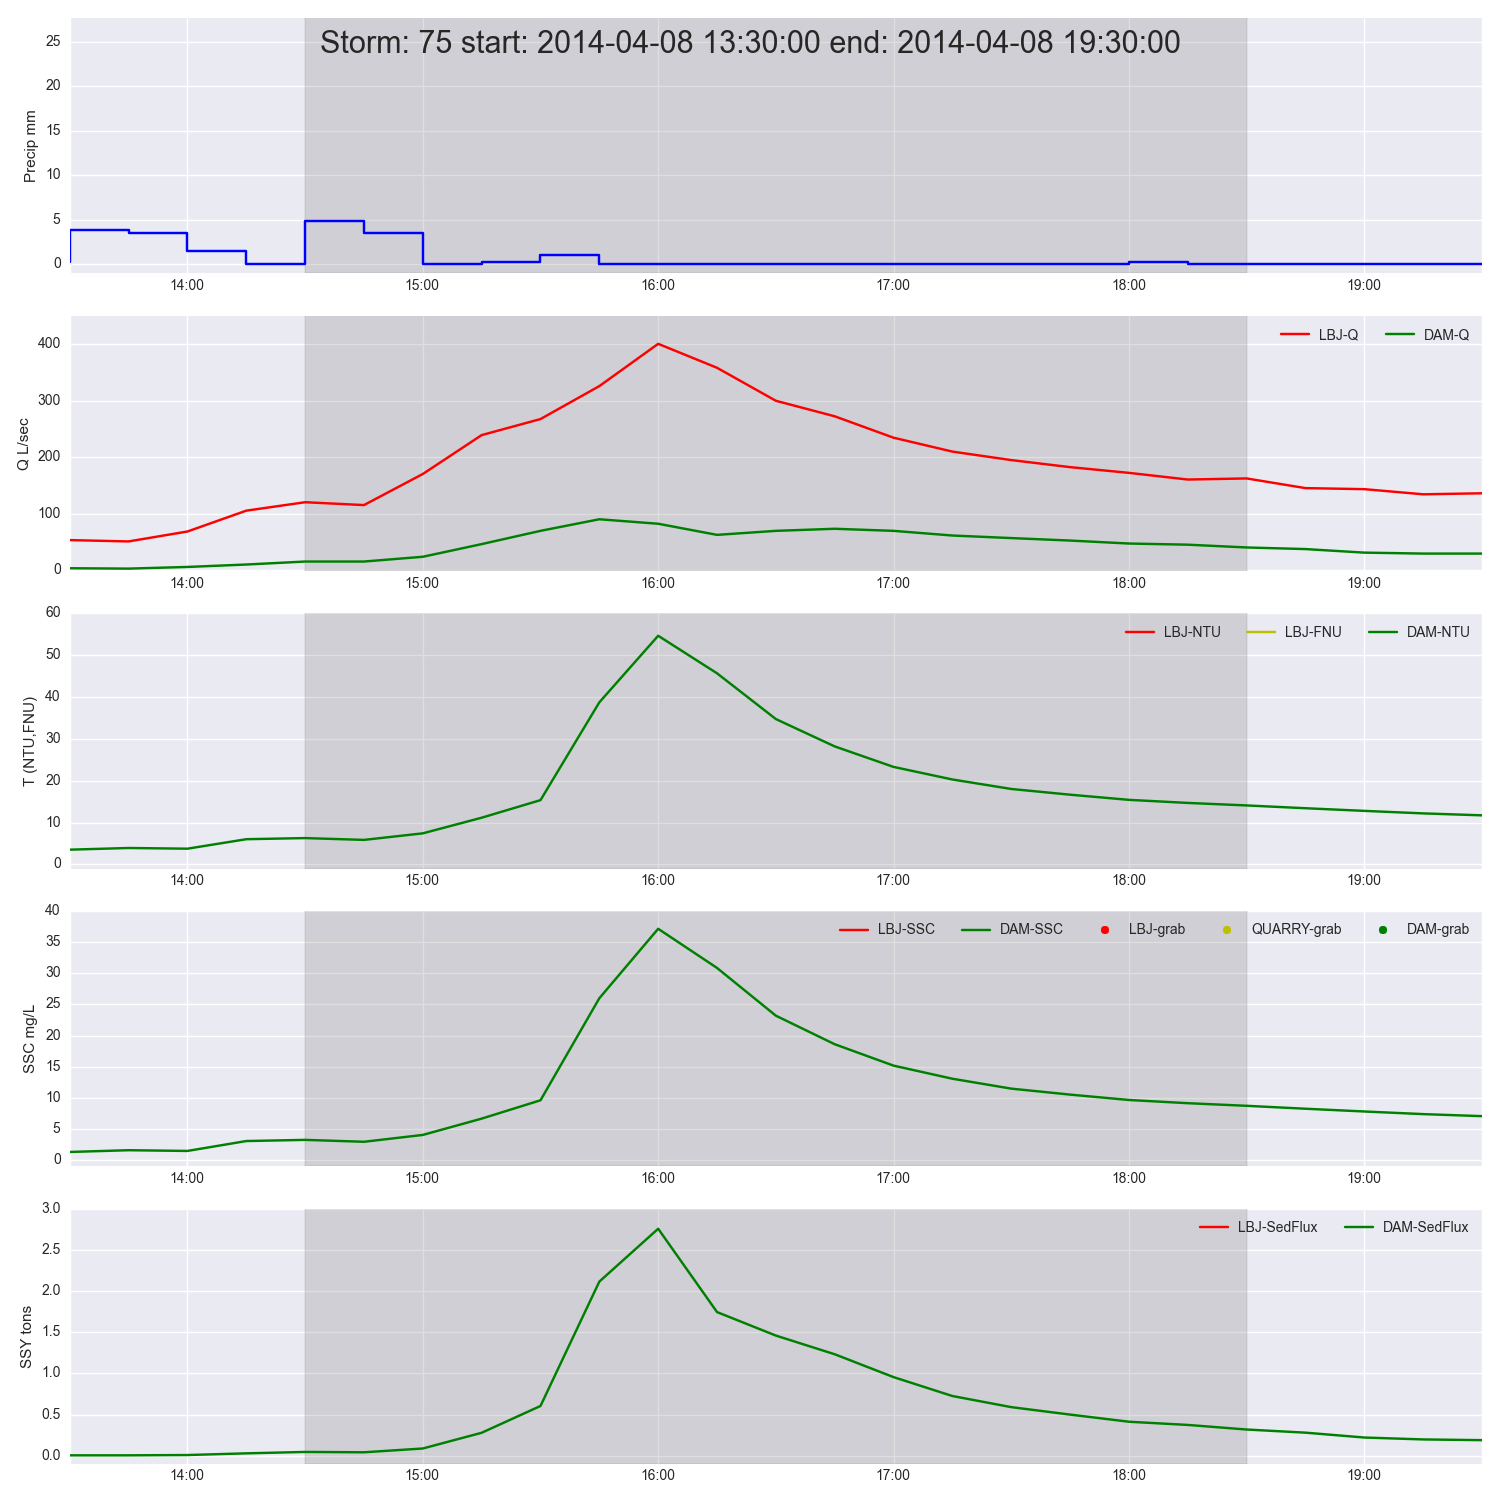 Storm: 75 start: 2014-04-08 13:30:00 end: 2014-04-08 19:30:00
Precip mm
25
20
15
10
5
0
14:00 15:00 16:00 17:00 18:00 19:00
LBJ-Q DAM-Q
Q L/sec
400
300
200
100
0
14:00 15:00 16:00 17:00 18:00 19:00
LBJ-NTU LBJ-FNU DAM-NTU
T (NTU,FNU)
60
50
40
30
20
10
0
14:00 15:00 16:00 17:00 18:00 19:00
LBJ-SSC DAM-SSC LBJ-grab QUARRY-grab DAM-grab
SSC mg/L
40
35
30
25
20
15
10
5
0
14:00 15:00 16:00 17:00 18:00 19:00
LBJ-SedFlux DAM-SedFlux
SSY tons
3.0
2.5
2.0
1.5
1.0
0.5
0.0
14:00 15:00 16:00 17:00 18:00 19:00